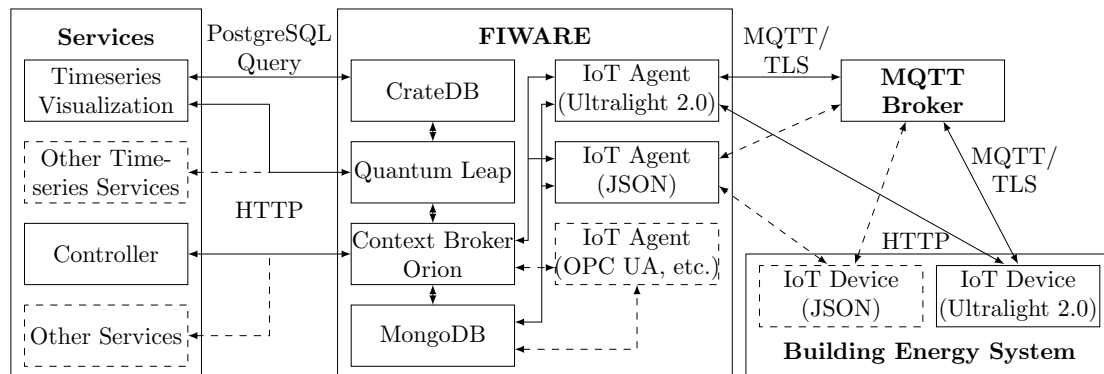 Services
Timeseries
Visualization
Other Time-
series Services
Controller
Other Services
PostgreSQL
Query
HTTP
FIWARE
CrateDB
Quantum Leap
Context Broker
Orion
MongoDB
IoT Agent
(Ultralight 2.0)
IoT Agent
(JSON)
IoT Agent
(OPC UA, etc.)
MQTT/
TLS
MQTT
Broker
MQTT/
TLS
HTTP
IoT Device
(JSON)
IoT Device
(Ultralight 2.0)
Building Energy System